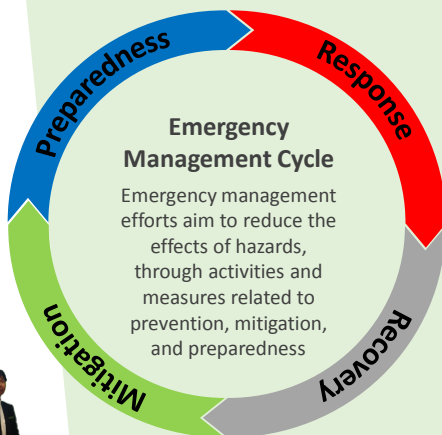 Preparedness
Response
Emergency
Management Cycle
Emergency management
efforts aim to reduce the
effects of hazards,
through activities and
measures related to
prevention, mitigation,
and preparedness
Mitigation
Recovery